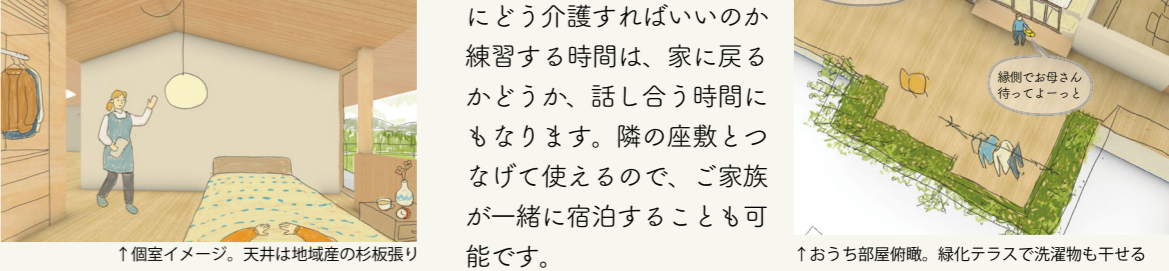 にどう介護すればいいのか
練習する時間は、家に戻る
かどうか、話し合う時間に
もなります。隣の座敷とつ
なげて使えるので、ご家族
が一緒に宿泊することも可
能です。
↑個室イメージ。天井は地域産の杉板張り
縁側でお母さん
待ってよーっと
↑おうち部屋俯瞰。緑化テラスで洗濯物も干せる